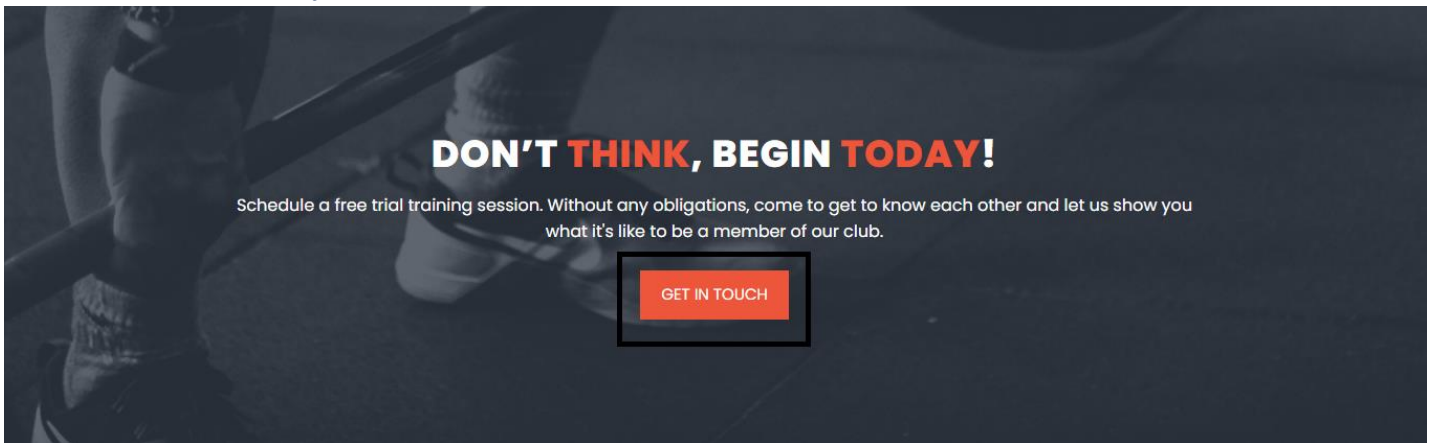 DON’T THINK, BEGIN TODAY!
Schedule a free trial training session. Without any obligations, come to get to know each other and let us show you
what it's like to be a member of our club.
GET IN TOUCH